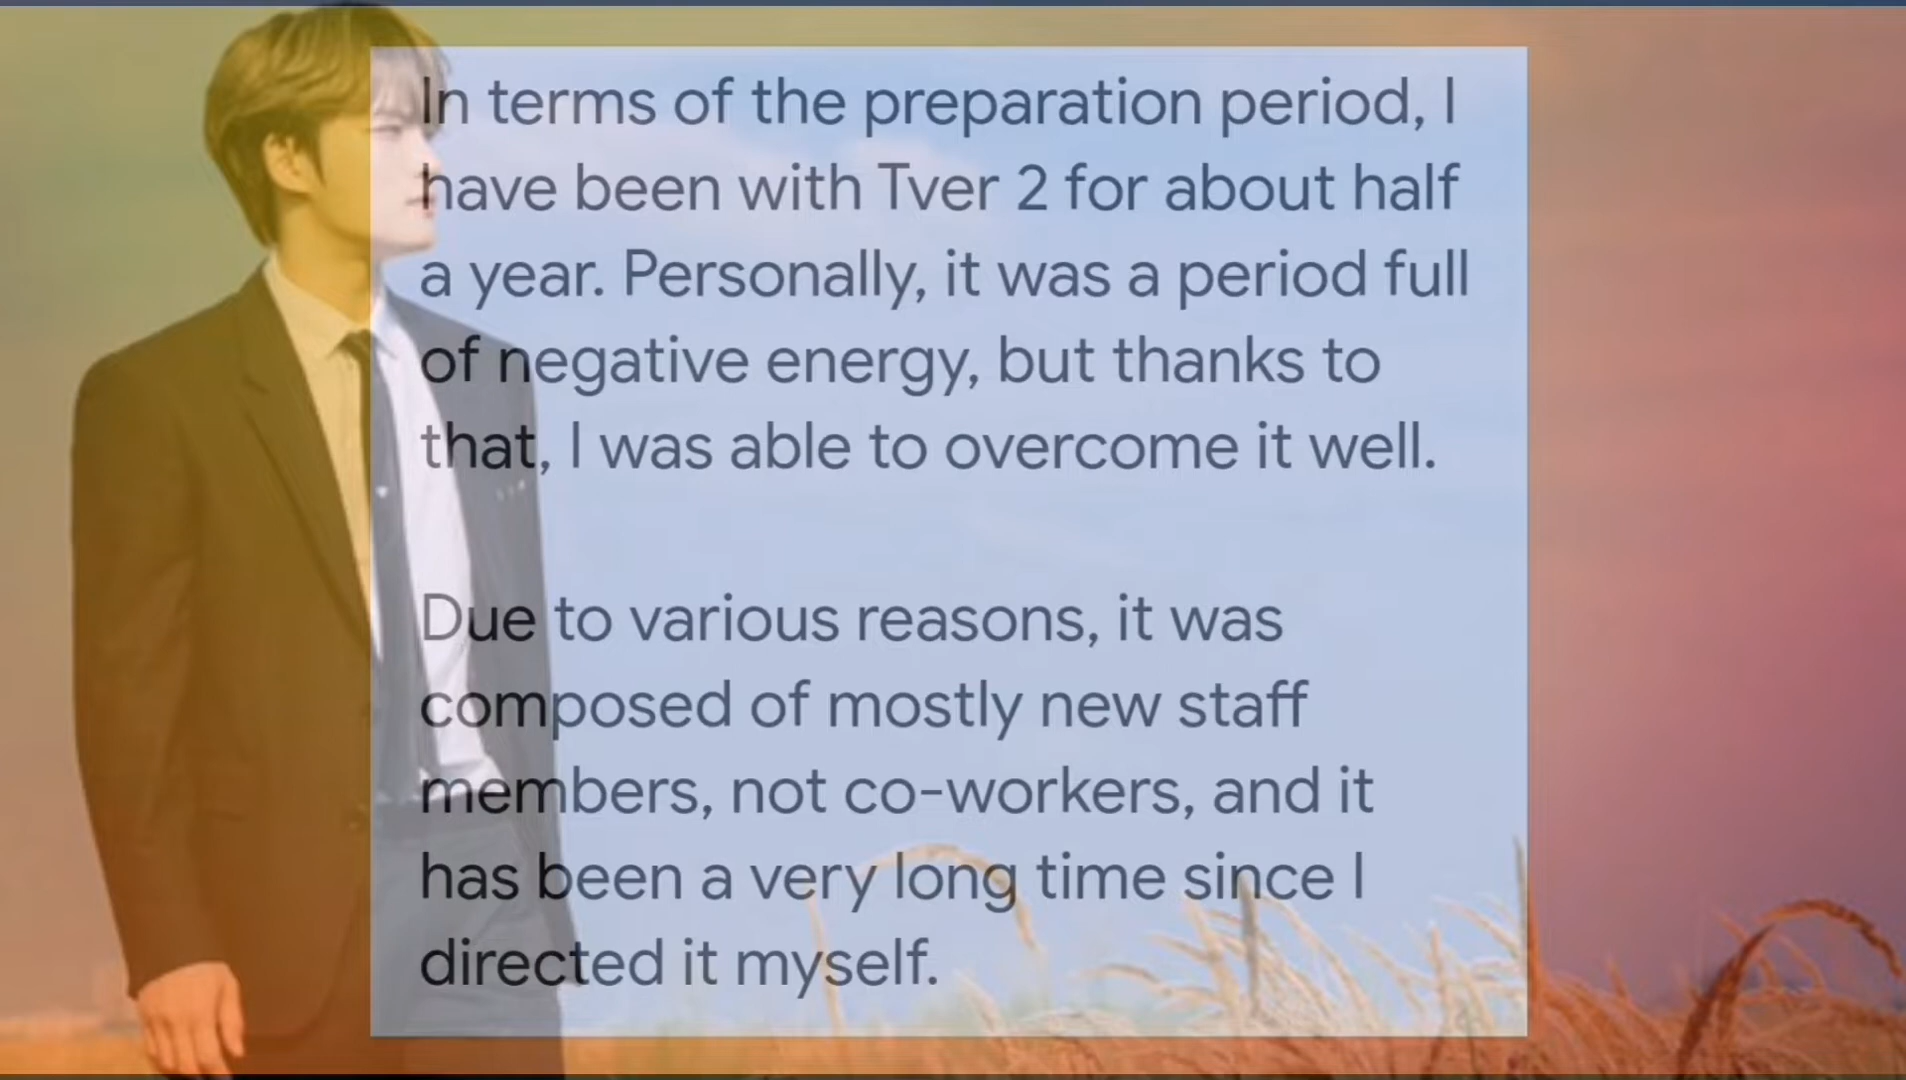 In terms of the preparation period, I
have been with Tver 2 for about half
a year. Personally, it was a period full
of negative energy, but thanks to
that, I was able to overcome it well.
Due to various reasons, it was
composed of mostly new staff
members, not co-workers, and it
has been a very long time since I
directed it myself.